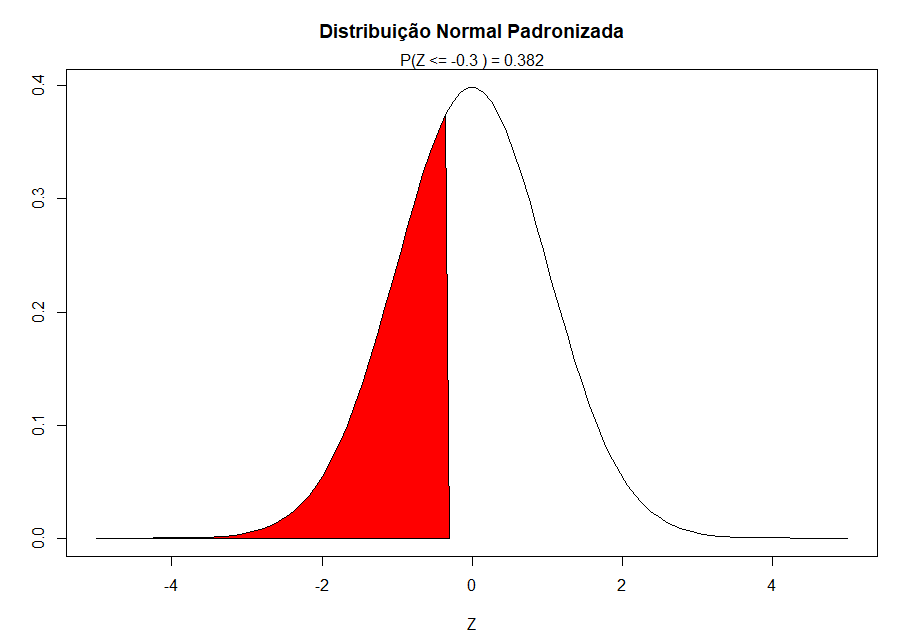 Distribuição Normal Padronizada
P(Z <= -0.3 ) = 0.382
0.4
0.3
0.2
0.1
0.0
-4 -2 0 2 4
Z